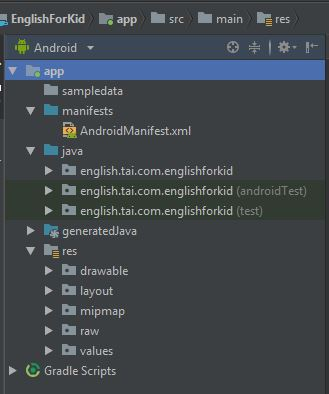 EnglishForKid app src main res
Android
app
sampledata
manifests
AndroidManifest.xml
java
english.tai.com.englishforkid
english.tai.com.englishforkid (androidTest)
english.tai.com.englishforkid (test)
generatedJava
res
drawable
layout
mipmap
raw
values
Gradle Scripts